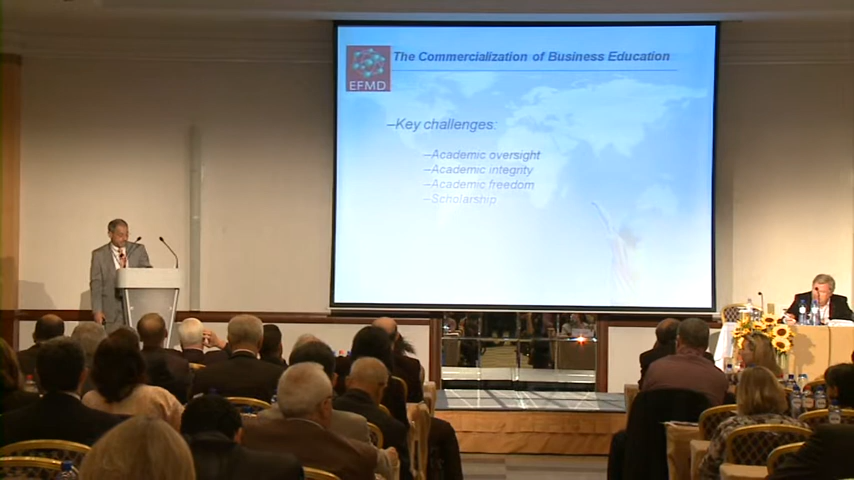 The Commercialization of Business Education
EFMD
–Key challenges:
–Academic oversight
–Academic integrity
–Academic freedom
–Scholarship